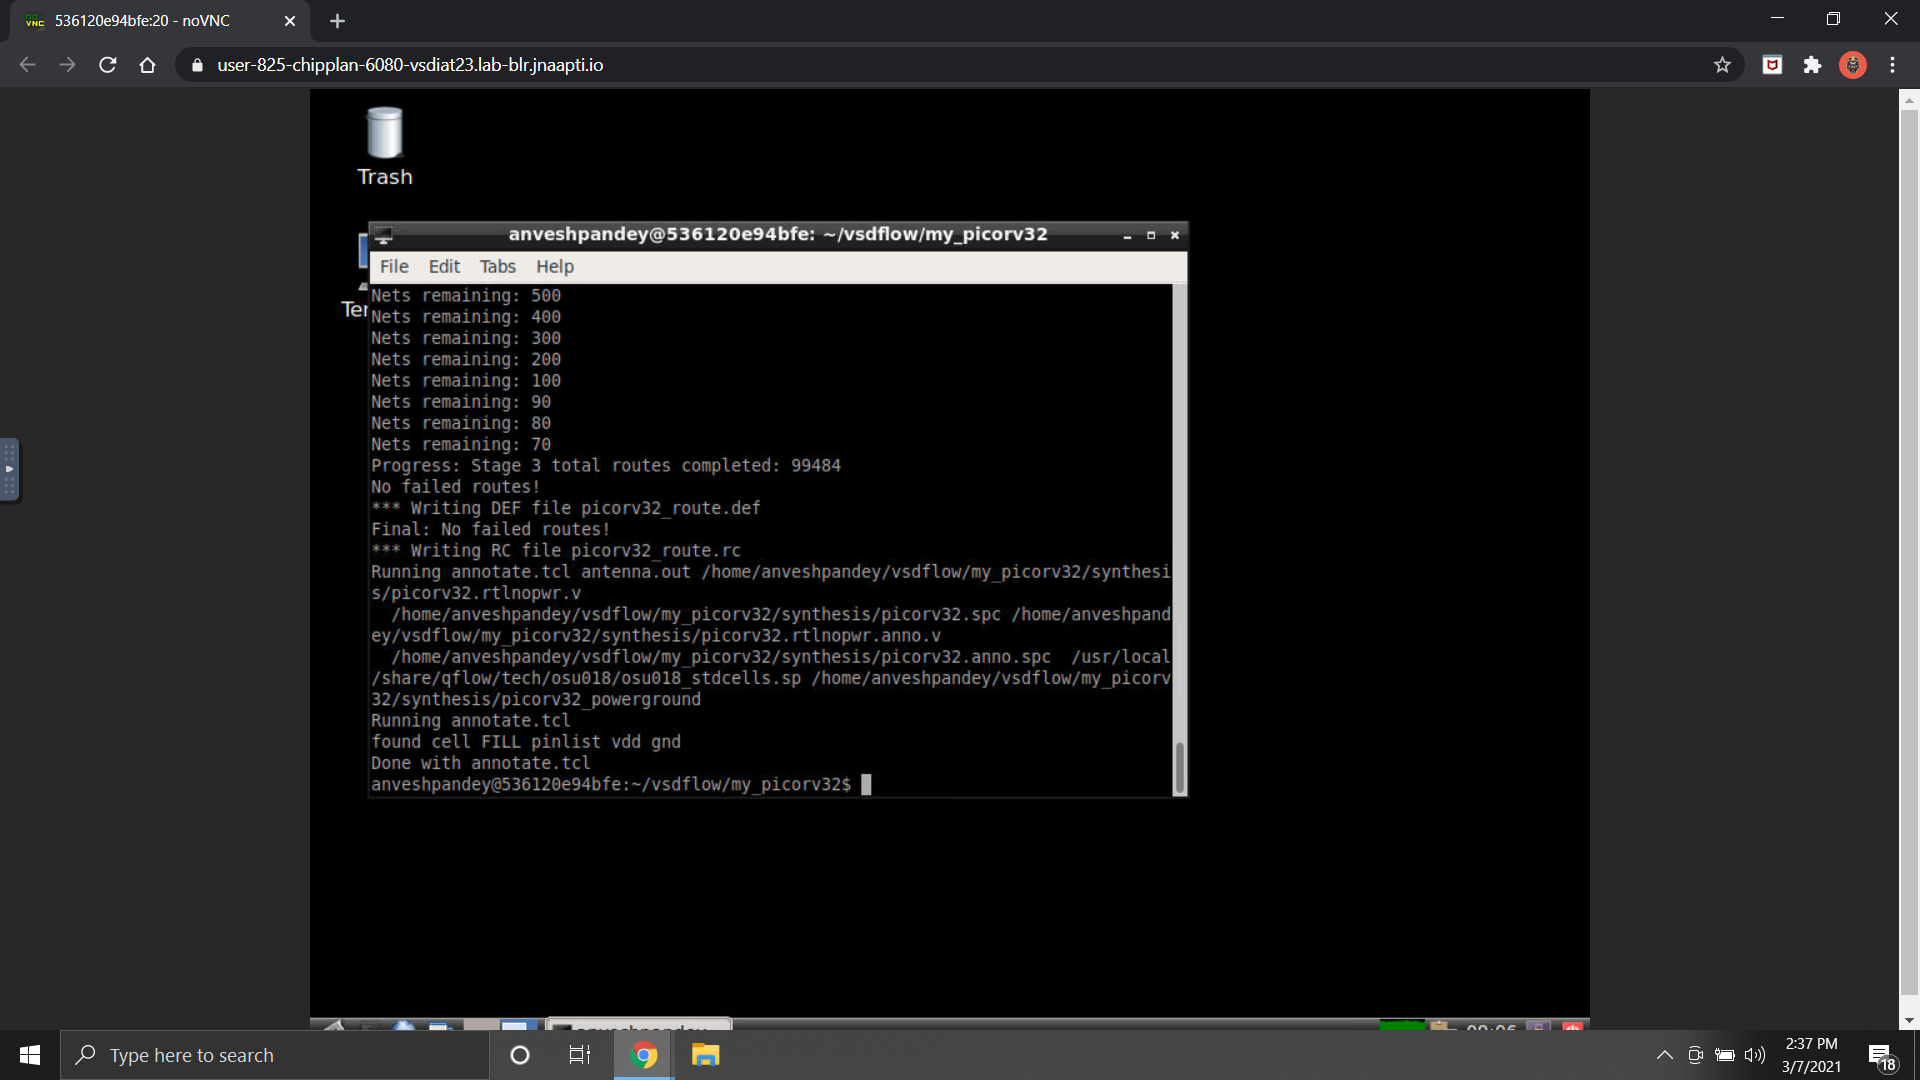 536120e94bfe:20 - noVNC
user-825-chipplan-6080-vsdiat23.lab-blr.jnaapti.io
Trash
anveshpandey@536120e94bfe: ~/vsdflow/my_picorv32
File Edit Tabs Help
Ter
Nets remaining: 500
Nets remaining: 400
Nets remaining: 300
Nets remaining: 200
Nets remaining: 100
Nets remaining: 90
Nets remaining: 80
Nets remaining: 70
Progress: Stage 3 total routes completed: 99484
No failed routes!
*** Writing DEF file picorv32_route.def
Final: No failed routes!
*** Writing RC file picorv32_route.rc
Running annotate.tcl antenna.out /home/anveshpandey/vsdflow/my_picorv32/synthesi
s/picorv32.rtlnopwr.v
/home/anveshpandey/vsdflow/my_picorv32/synthesis/picorv32.spc /home/anveshpand
ey/vsdflow/my_picorv32/synthesis/picorv32.rtlnopwr.anno.v
/home/anveshpandey/vsdflow/my_picorv32/synthesis/picorv32.anno.spc /usr/local
/share/qflow/tech/osu018/osu018_stdcells.sp /home/anveshpandey/vsdflow/my_picorv
32/synthesis/picorv32_powerground
Running annotate.tcl
found cell FILL pinlist vdd gnd
Done with annotate.tcl
anveshpandey@536120e94bfe:~/vsdflow/my_picorv32$
Type here to search
2:37 PM
3/7/2021
18